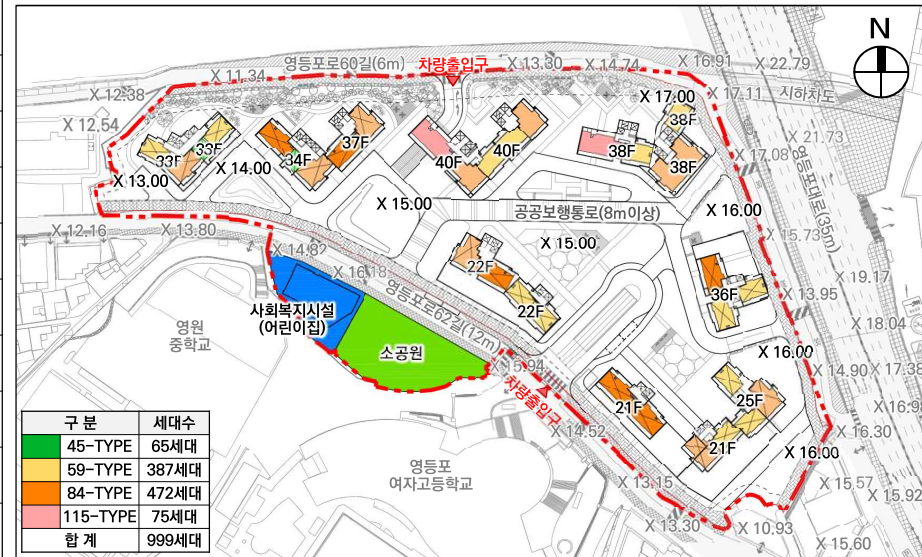 N
영등포로60길(6m)
차량출입구
X 11.34
X 13.30
X 14.74
X 16.91
X 22.79
X 12.38
X 17.00
X 17.11
지하차도
X 12.54
38F
33F
33F
34F
37F
40F
40F
38F
38F
X 21.73
X 17.08
영등포대로(35m)
X 13.00
X 14.00
X 15.00
공공보행통로(8m이상)
X 16.00
X 12.16
X 13.80
X 14.82
X 15.00
X 15.73
X 16.18
22F
X 19.17
36F
X 13.95
22F
X 18.04
사회복지시설
(어린이집)
영등포로62길(12m)
영원
중학교
소공원
X 16.00
X 15.94
X 14.90
X 17.38
차량출입구
21F
25F
X 14.52
X 16.30
21F
X 16.00
영등포
여자고등학교
X 13.15
X 15.57
X 15.92
X 13.30
X 10.93
X 15.60
구 분 세대수
45-TYPE 65세대
59-TYPE 387세대
84-TYPE 472세대
115-TYPE 75세대
합 계 999세대